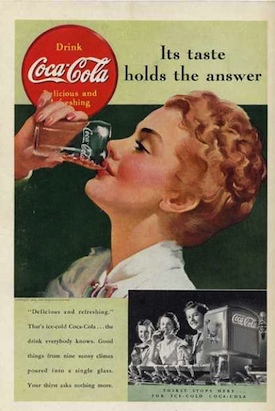 Drink
Coca-Cola
Delicious and
Refreshing
Its taste
holds the answer
Coca-Cola
"Delicious and refreshing."
That's ice-cold Coca-Cola . . . the
drink everybody knows. Good
things from nine sunny climes
poured into a single glass.
Your thirst asks nothing more.
Coca-Cola
THIRST STOPS HERE
FOR ICE-COLD COCA-COLA